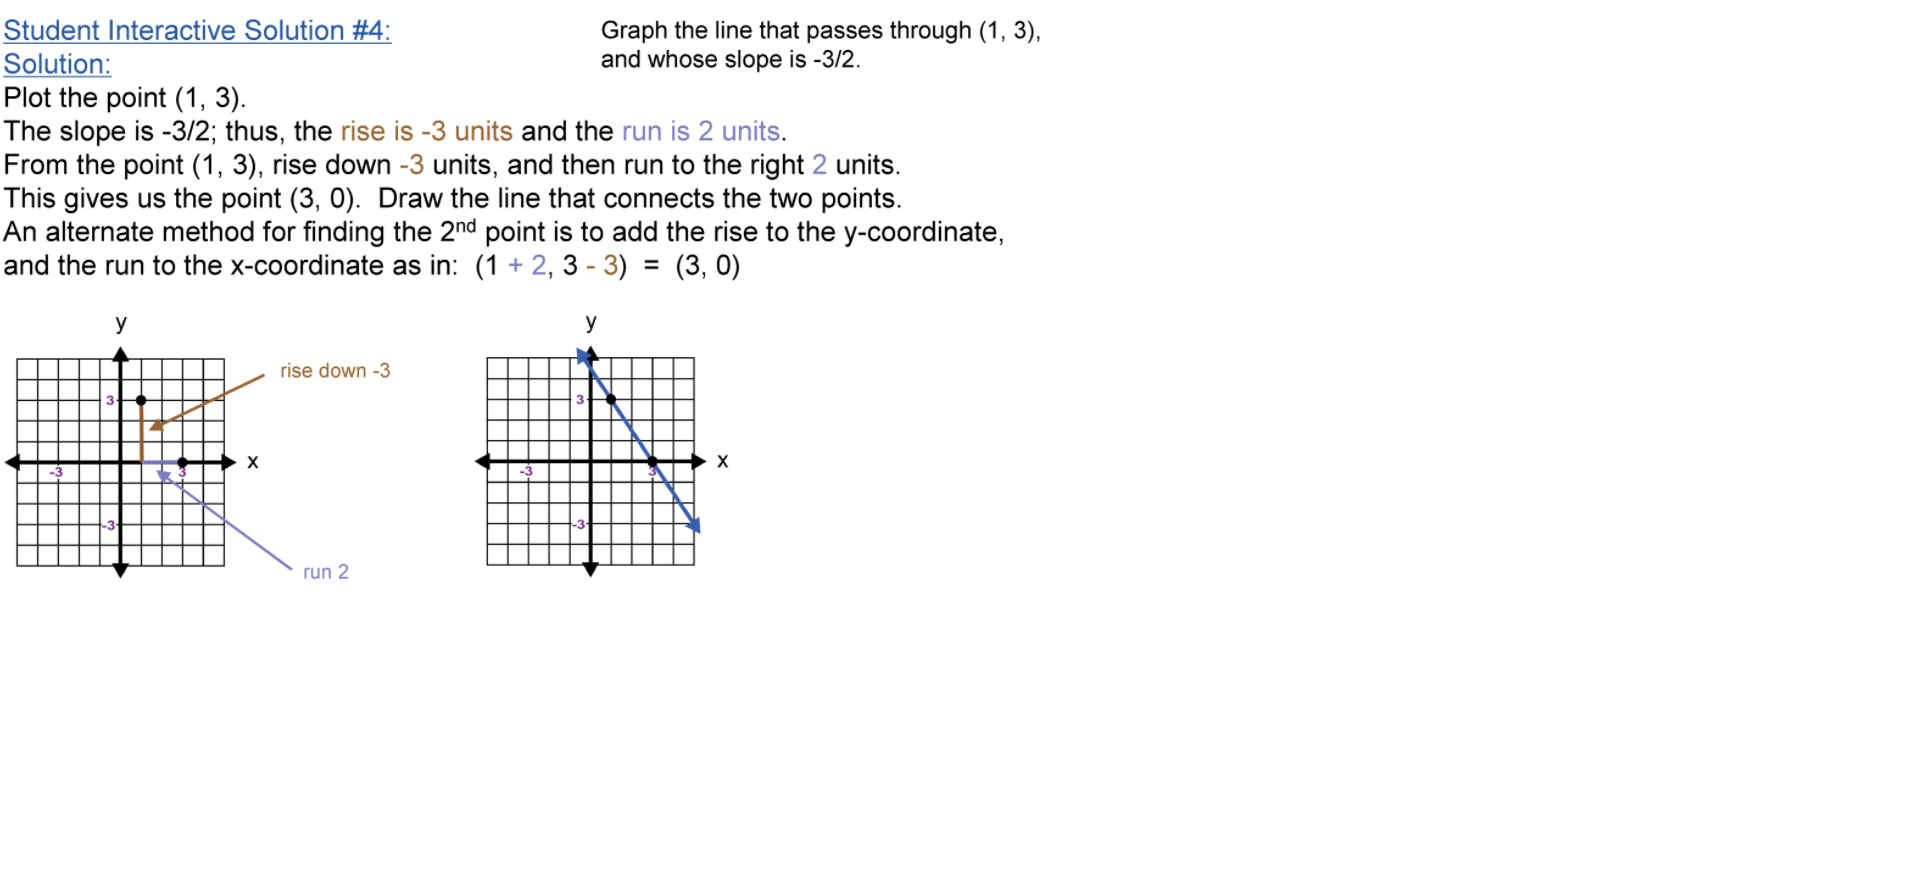 Student Interactive Solution #4:
Graph the line that passes through (1, 3),
and whose slope is -3/2.
Solution:
Plot the point (1, 3).
The slope is -3/2; thus, the rise is -3 units and the run is 2 units.
From the point (1, 3), rise down -3 units, and then run to the right 2 units.
This gives us the point (3, 0).  Draw the line that connects the two points.
An alternate method for finding the 2nd point is to add the rise to the y-coordinate,
and the run to the x-coordinate as in:  (1 + 2, 3 - 3)  =  (3, 0)
y
rise down -3
3
x
-3
3
-3
run 2
y
3
x
-3
3
-3